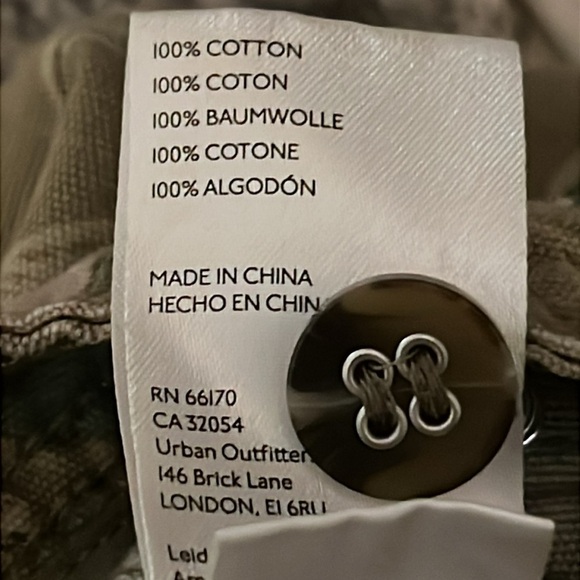 100% COTTON
100% COTON
100% BAUMWOLLE
100% COTONE
100% ALGODÓN
MADE IN CHINA
HECHO EN CHIN
RN 66170
CA 32054
Urban Outfitter
146 Brick Lane
LONDON, E1 6RU
Leid